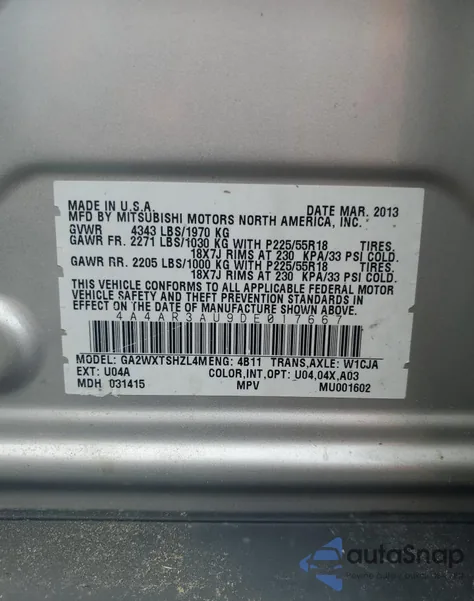 MADE IN U.S.A. DATE MAR. 2013
MFD BY MITSUBISHI MOTORS NORTH AMERICA, INC.
GVWR 4343 LBS/1970 KG
GAWR FR. 2271 LBS/1030 KG WITH P225/55R18 TIRES,
18X7J RIMS AT 230 KPA/33 PSI COLD.
GAWR RR. 2205 LBS/1000 KG WITH P225/55R18 TIRES,
18X7J RIMS AT 230 KPA/33 PSI COLD.
THIS VEHICLE CONFORMS TO ALL APPLICABLE FEDERAL MOTOR
VEHICLE SAFETY AND THEFT PREVENTION STANDARDS IN
EFFECT ON THE DATE OF MANUFACTURE SHOWN ABOVE.
4A4AR3AU9DE017667
MODEL: GA2WXTSHZL4M ENG: 4B11 TRANS,AXLE: W1CJA
EXT: U04A COLOR,INT,OPT: U04,04X,A03
MDH 031415 MPV MU001602
autoSnap